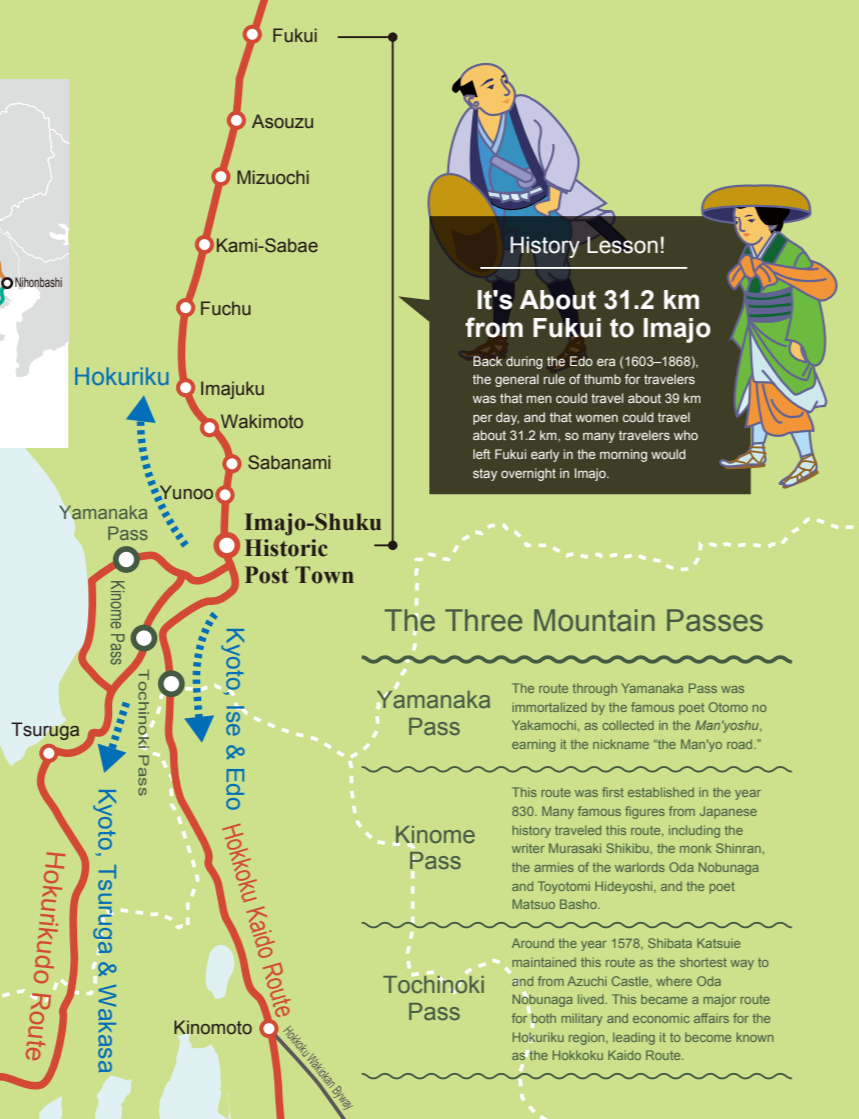 Fukui
Asouzu
Mizuochi
Kami-Sabae
Nihonbashi
Fuchu
Hokuriku
Imajuku
Wakimoto
Sabanami
Yunoo
Yamanaka
Pass
Imajo-Shuku
Historic
Post Town
Kinome Pass
Tochinoki Pass
Kyoto, Ise & Edo
Tsuruga
Kyoto, Tsuruga & Wakasa
Hokurikudo Route
Hokkoku Kaido Route
Kinomoto
Hokkoku Wakiokan Byway
History Lesson!
It's About 31.2 km
from Fukui to Imajo
Back during the Edo era (1603–1868),
the general rule of thumb for travelers
was that men could travel about 39 km
per day, and that women could travel
about 31.2 km, so many travelers who
left Fukui early in the morning would
stay overnight in Imajo.
The Three Mountain Passes
Yamanaka
Pass
The route through Yamanaka Pass was
immortalized by the famous poet Otomo no
Yakamochi, as collected in the Man'yoshu,
earning it the nickname “the Man'yo road.”
Kinome
Pass
This route was first established in the year
830. Many famous figures from Japanese
history traveled this route, including the
writer Murasaki Shikibu, the monk Shinran,
the armies of the warlords Oda Nobunaga
and Toyotomi Hideyoshi, and the poet
Matsuo Basho.
Tochinoki
Pass
Around the year 1578, Shibata Katsuie
maintained this route as the shortest way to
and from Azuchi Castle, where Oda
Nobunaga lived. This became a major route
for both military and economic affairs for the
Hokuriku region, leading it to become known
as the Hokkoku Kaido Route.